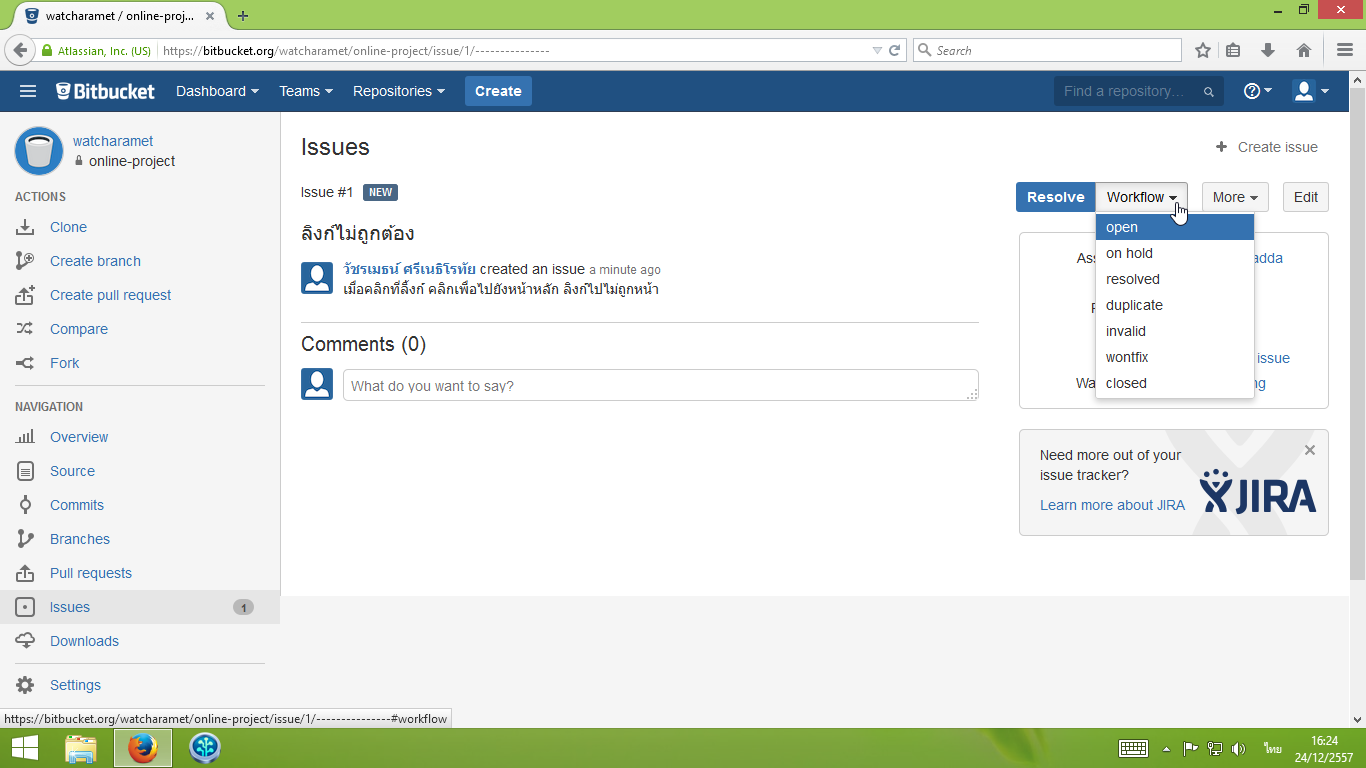 watcharamet / online-proj...
Atlassian, Inc. (US)
https://bitbucket.org/watcharamet/online-project/issue/1/---------------
Search
Bitbucket
Dashboard
Teams
Repositories
Create
Find a repository...
watcharamet
online-project
ACTIONS
Clone
Create branch
Create pull request
Compare
Fork
NAVIGATION
Overview
Source
Commits
Branches
Pull requests
Issues 1
Downloads
Settings
Issues
Create issue
Issue #1 NEW
Resolve Workflow More Edit
ลิงก์ไม่ถูกต้อง
วัชรเมธน์ ศรีเนธิโรทัย created an issue a minute ago
เมื่อคลิกที่ลิ้งก์ คลิกเพื่อไปยังหน้าหลัก ลิงก์ไปไม่ถูกหน้า
Comments (0)
What do you want to say?
open
on hold
resolved
duplicate
invalid
wontfix
closed
issue
Need more out of your
issue tracker?
Learn more about JIRA
JIRA
https://bitbucket.org/watcharamet/online-project/issue/1/---------------#workflow
ไทย
16:24
24/12/2557